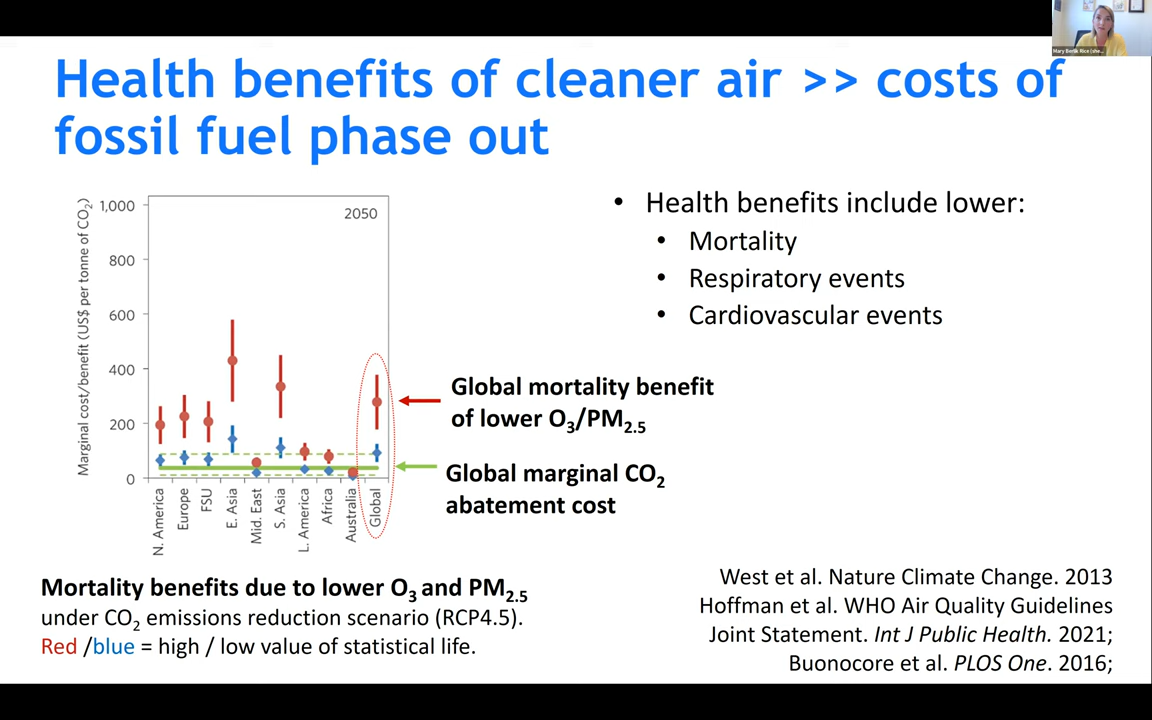 Mary Berlik Rice (she...
Health benefits of cleaner air >> costs of
fossil fuel phase out
Marginal cost/benefit (US$ per tonne of CO₂)
1,000
800
600
400
200
0
2050
N. America
Europe
FSU
E. Asia
Mid. East
S. Asia
L. America
Africa
Australia
Global
Global mortality benefit
of lower O₃/PM₂.₅
Global marginal CO₂
abatement cost
• Health benefits include lower:
• Mortality
• Respiratory events
• Cardiovascular events
Mortality benefits due to lower O₃ and PM₂.₅
under CO₂ emissions reduction scenario (RCP4.5).
Red /blue = high / low value of statistical life.
West et al. Nature Climate Change. 2013
Hoffman et al. WHO Air Quality Guidelines
Joint Statement. Int J Public Health. 2021;
Buonocore et al. PLOS One. 2016;